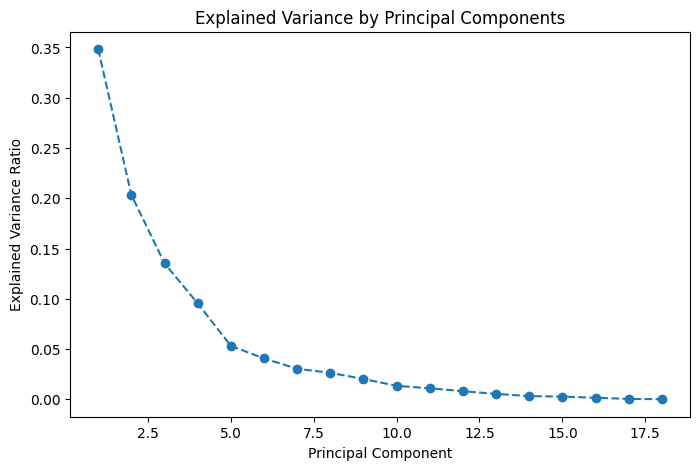 Explained Variance by Principal Components
Explained Variance Ratio
0.35
0.30
0.25
0.20
0.15
0.10
0.05
0.00
2.5 5.0 7.5 10.0 12.5 15.0 17.5
Principal Component